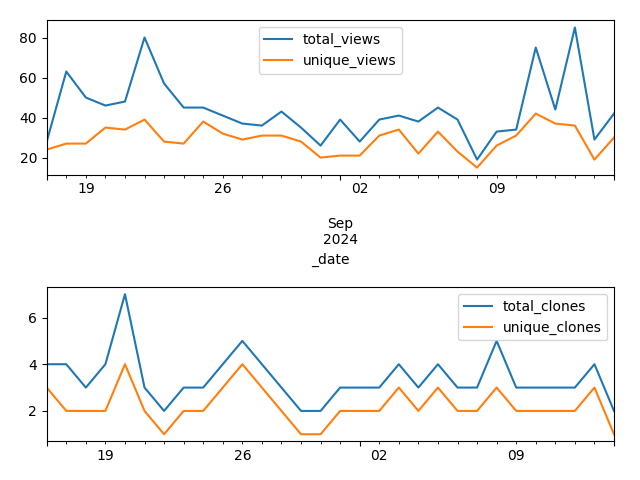 80
60
40
20
total_views
unique_views
19
26
02
09
Sep
2024
_date
6
4
2
total_clones
unique_clones
19
26
02
09